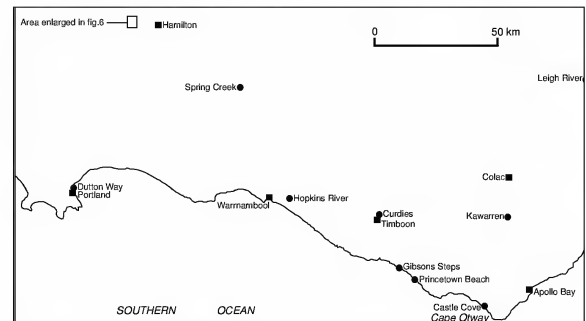 Area enlarged in fig.6
Hamilton
0
50 km
Leigh River
Spring Creek
Dutton Way
Portland
Colac
Warrnambool
Hopkins River
Curdies
Timboon
Kawarren
Gibsons Steps
Princetown Beach
Apollo Bay
Castle Cove
Cape Otway
SOUTHERN OCEAN